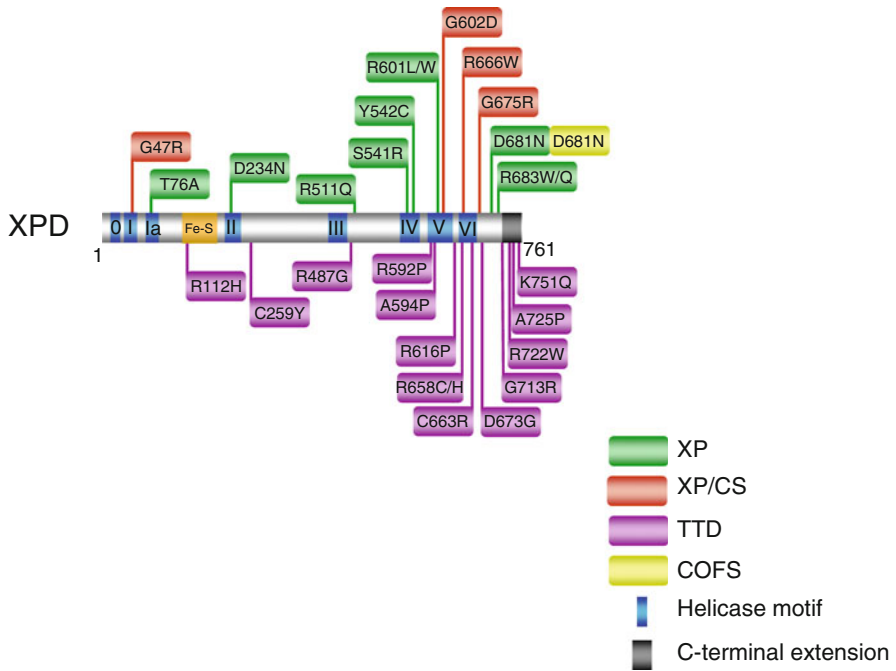 G602D
R601L/W
R666W
Y542C
G675R
G47R
S541R
D681N D681N
T76A
D234N
R511Q
R683W/Q
XPD
0 I Ia Fe-S II III IV V VI
1
761
R112H
R487G
R592P
K751Q
C259Y
A594P
A725P
R616P
R722W
R658C/H
G713R
C663R
D673G
XP
XP/CS
TTD
COFS
Helicase motif
C-terminal extension